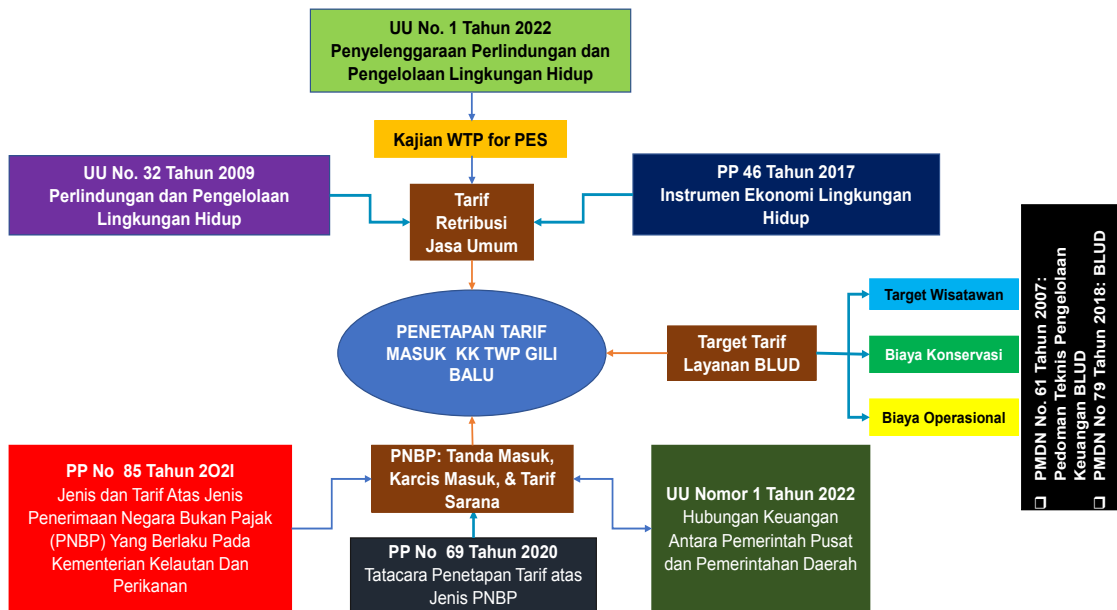 UU No. 1 Tahun 2022
Penyelenggaraan Perlindungan dan
Pengelolaan Lingkungan Hidup
Kajian WTP for PES
UU No. 32 Tahun 2009
Perlindungan dan Pengelolaan
Lingkungan Hidup
Tarif
Retribusi
Jasa Umum
PP 46 Tahun 2017
Instrumen Ekonomi Lingkungan
Hidup
PENETAPAN TARIF
MASUK KK TWP GILI
BALU
Target Tarif
Layanan BLUD
Target Wisatawan
Biaya Konservasi
Biaya Operasional
❑ PMDN No. 61 Tahun 2007:
Pedoman Teknis Pengelolaan
Keuangan BLUD
❑ PMDN No 79 Tahun 2018: BLUD
PP No 85 Tahun 2O2I
Jenis dan Tarif Atas Jenis
Penerimaan Negara Bukan Pajak
(PNBP) Yang Berlaku Pada
Kementerian Kelautan Dan
Perikanan
PNBP: Tanda Masuk,
Karcis Masuk, & Tarif
Sarana
PP No 69 Tahun 2020
Tatacara Penetapan Tarif atas
Jenis PNBP
UU Nomor 1 Tahun 2022
Hubungan Keuangan
Antara Pemerintah Pusat
dan Pemerintahan Daerah